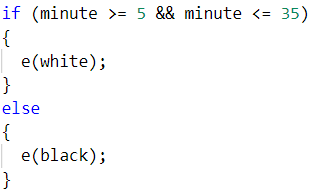 if (minute >= 5 && minute <= 35)
{
  e(white);
}
else
{
  e(black);
}